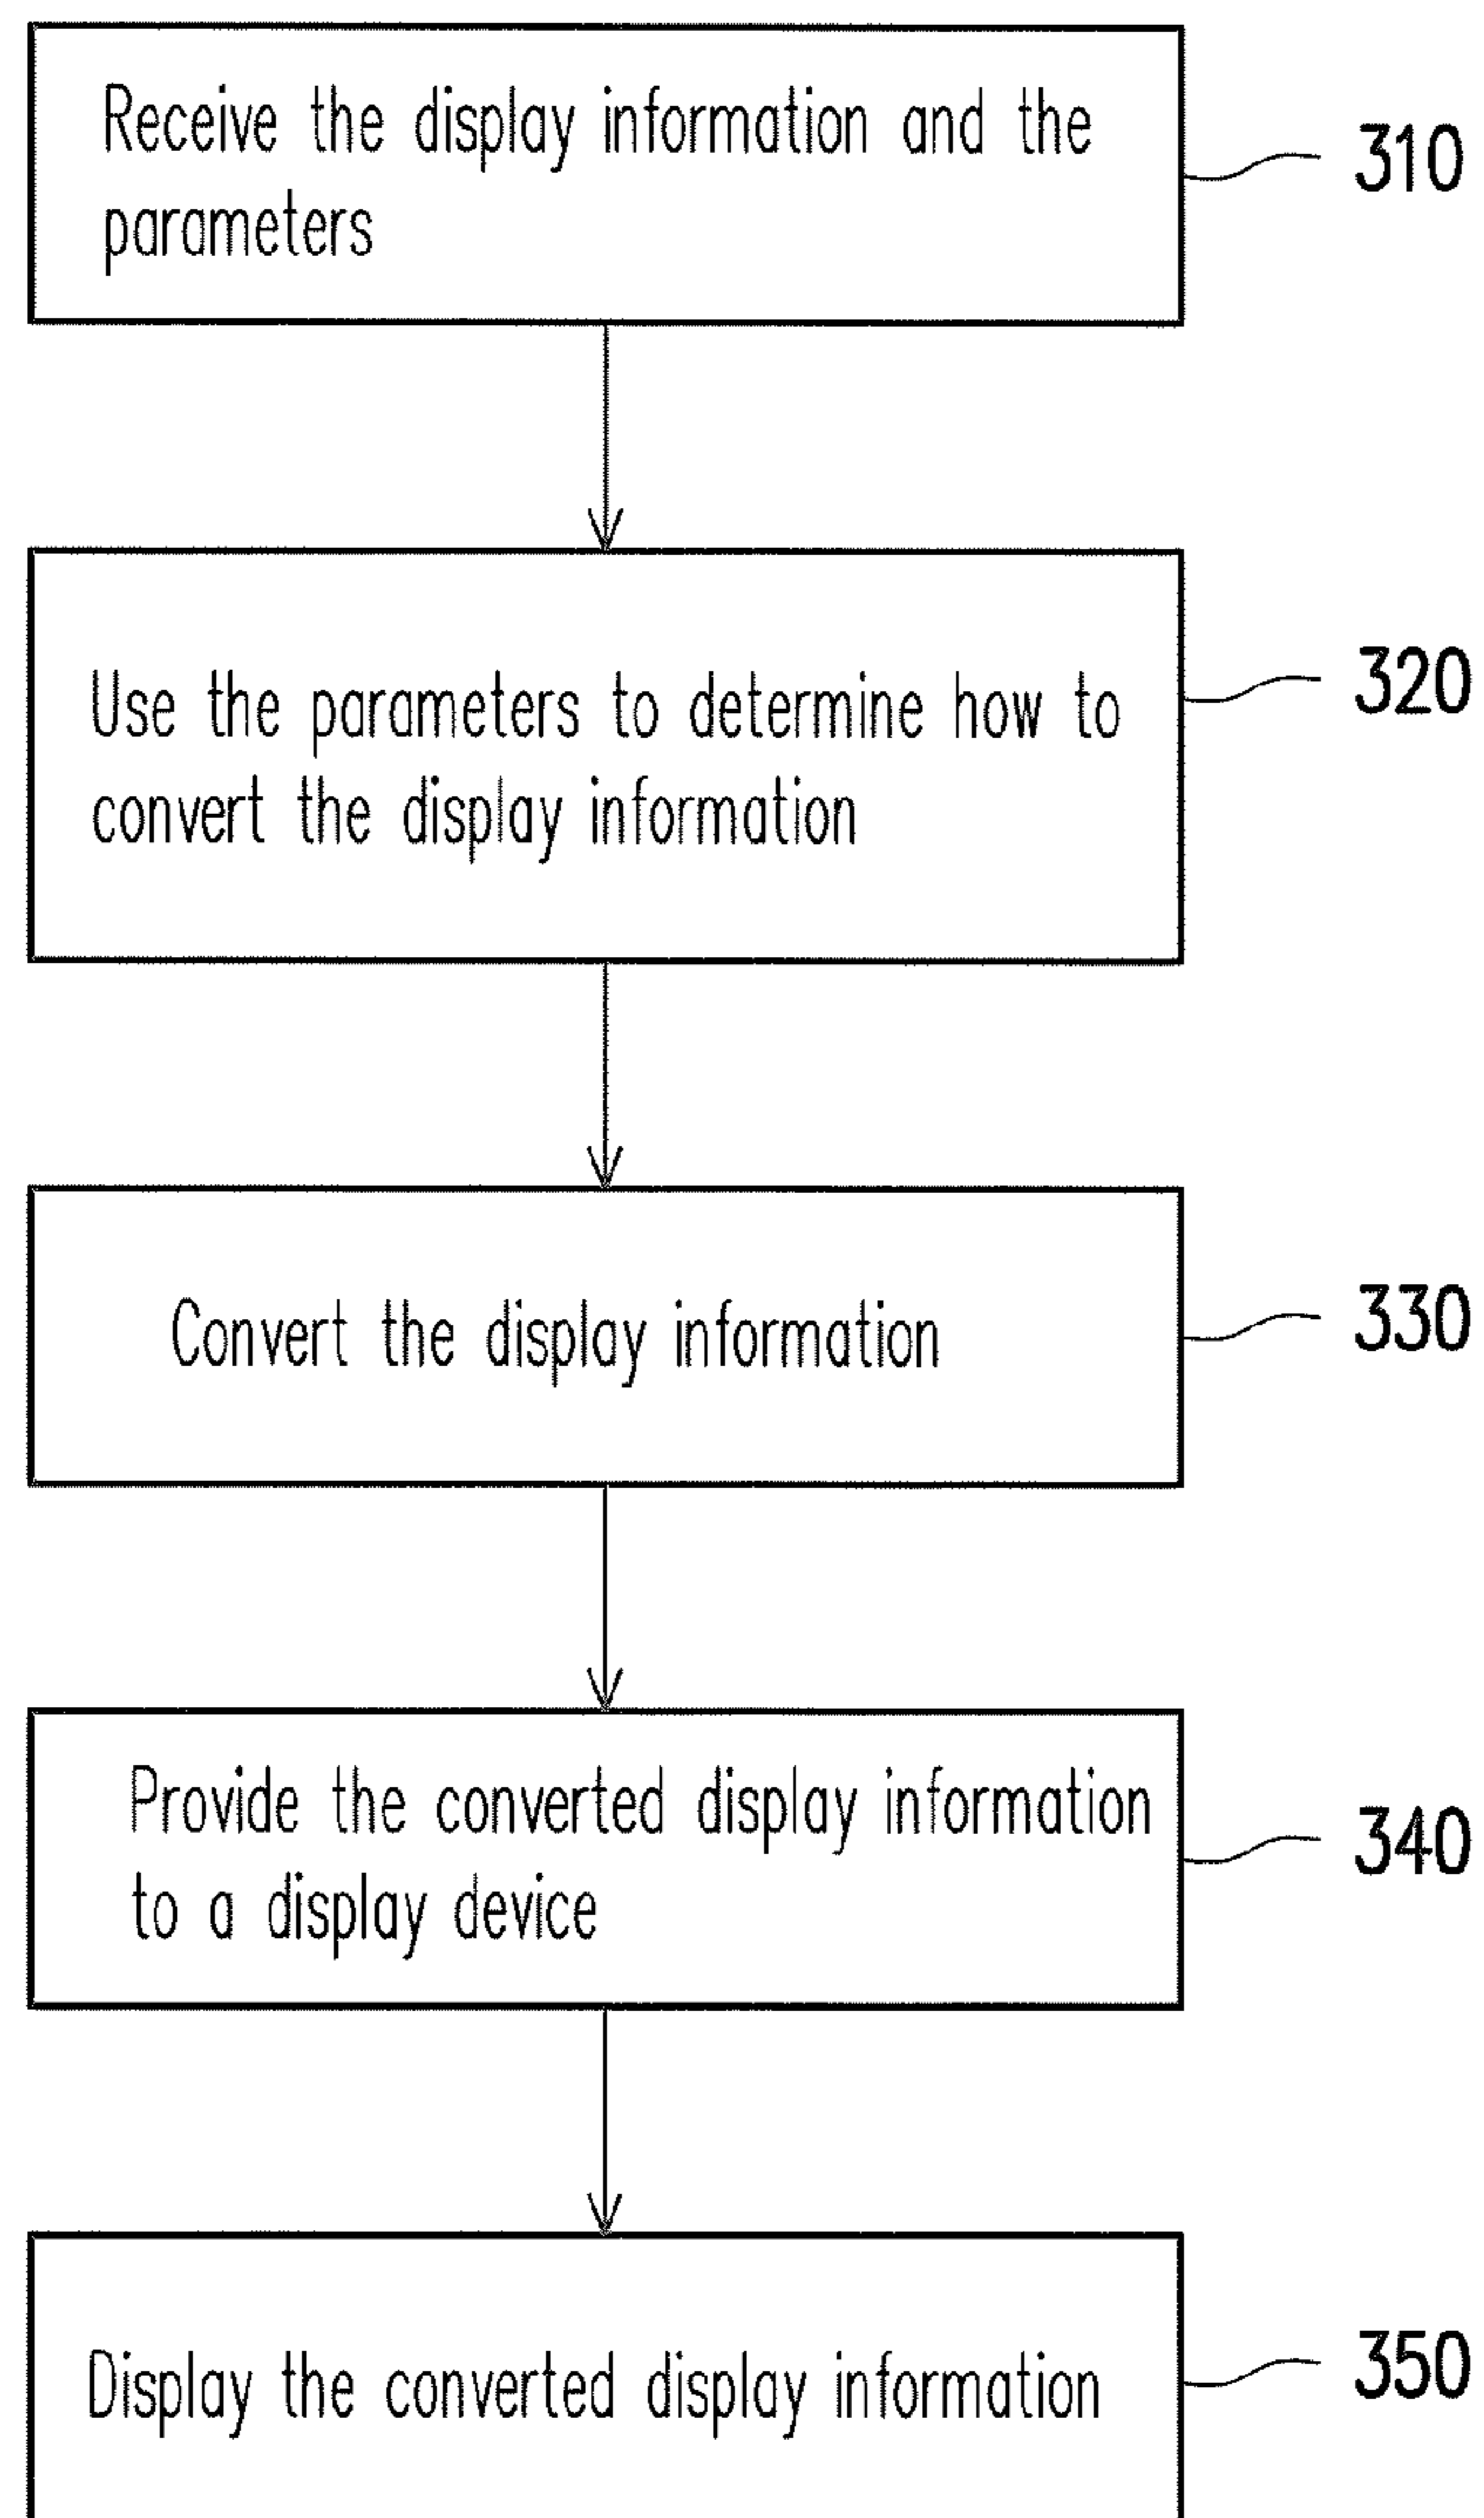 Receive the display information and the
parameters
310
Use the parameters to determine how to
convert the display information
320
Convert the display information
330
Provide the converted display information
to a display device
340
Display the converted display information
350